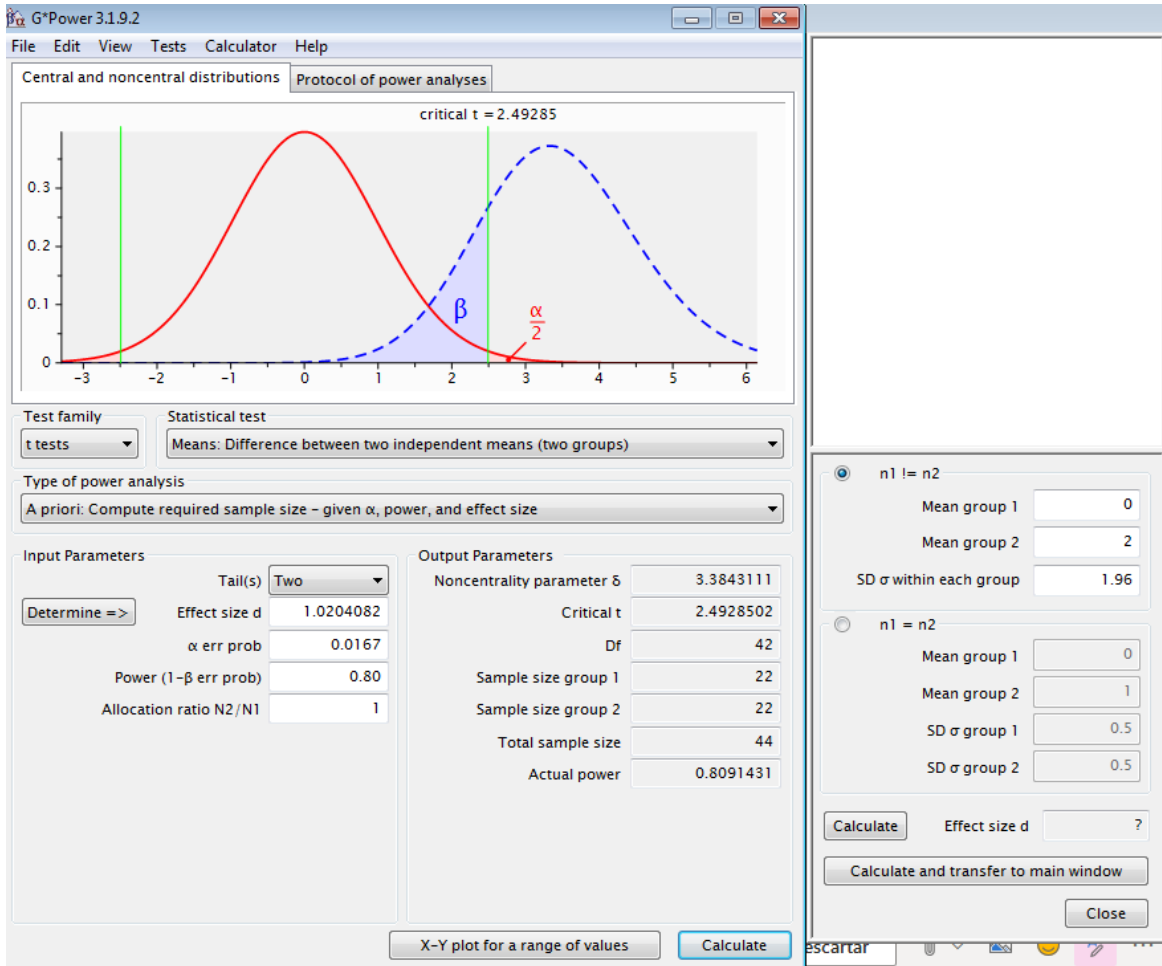 G*Power 3.1.9.2
File Edit View Tests Calculator Help
Central and noncentral distributions Protocol of power analyses
critical t = 2.49285
0.3
0.2
0.1
0
β
α
2
-3 -2 -1 0 1 2 3 4 5 6
Test family Statistical test
t tests Means: Difference between two independent means (two groups)
Type of power analysis
A priori: Compute required sample size - given α, power, and effect size
Input Parameters
Tail(s) Two
Determine => Effect size d 1.0204082
α err prob 0.0167
Power (1-β err prob) 0.80
Allocation ratio N2/N1 1
Output Parameters
Noncentrality parameter δ 3.3843111
Critical t 2.4928502
Df 42
Sample size group 1 22
Sample size group 2 22
Total sample size 44
Actual power 0.8091431
X-Y plot for a range of values Calculate
n1 != n2
Mean group 1 0
Mean group 2 2
SD σ within each group 1.96
n1 = n2
Mean group 1 0
Mean group 2 1
SD σ group 1 0.5
SD σ group 2 0.5
Calculate Effect size d ?
Calculate and transfer to main window
Close
escartar